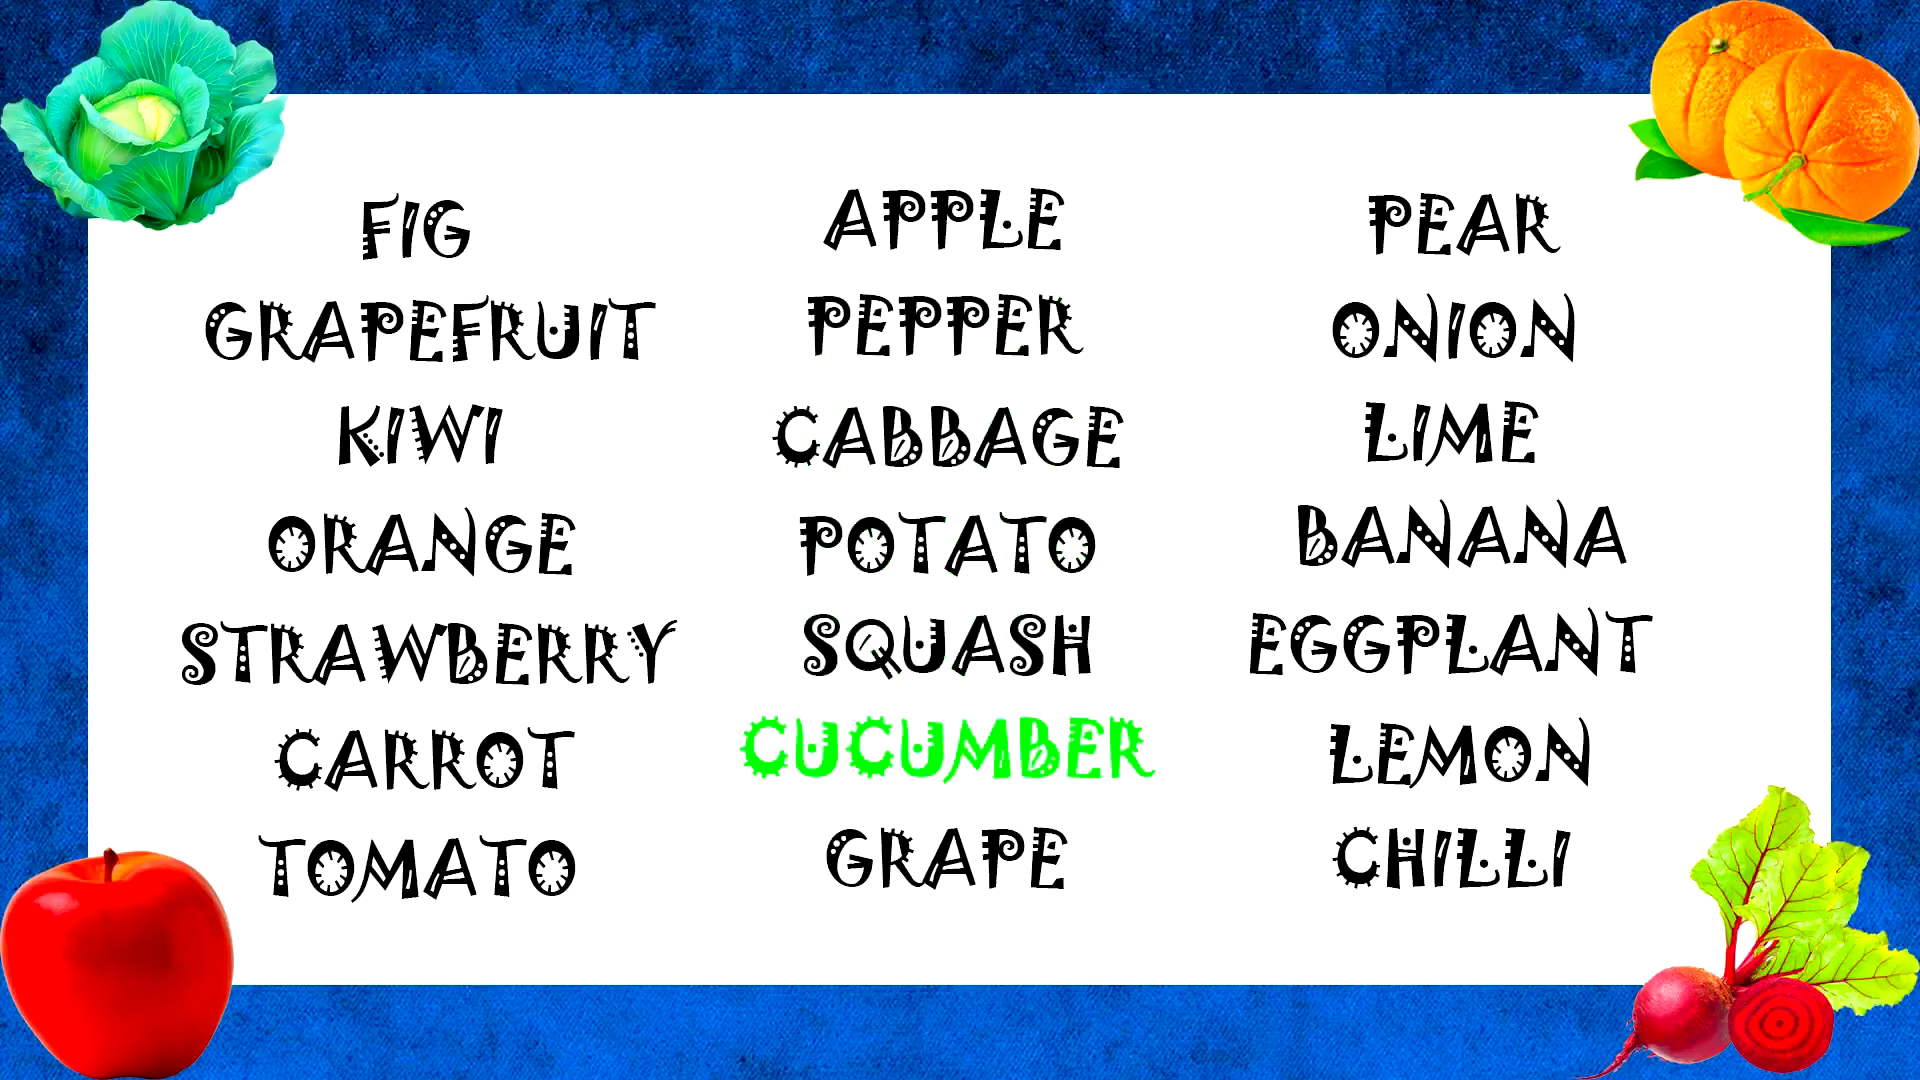 FIG
GRAPEFRUIT
KIWI
ORANGE
STRAWBERRY
CARROT
TOMATO
APPLE
PEPPER
CABBAGE
POTATO
SQUASH
CUCUMBER
GRAPE
PEAR
ONION
LIME
BANANA
EGGPLANT
LEMON
CHILLI